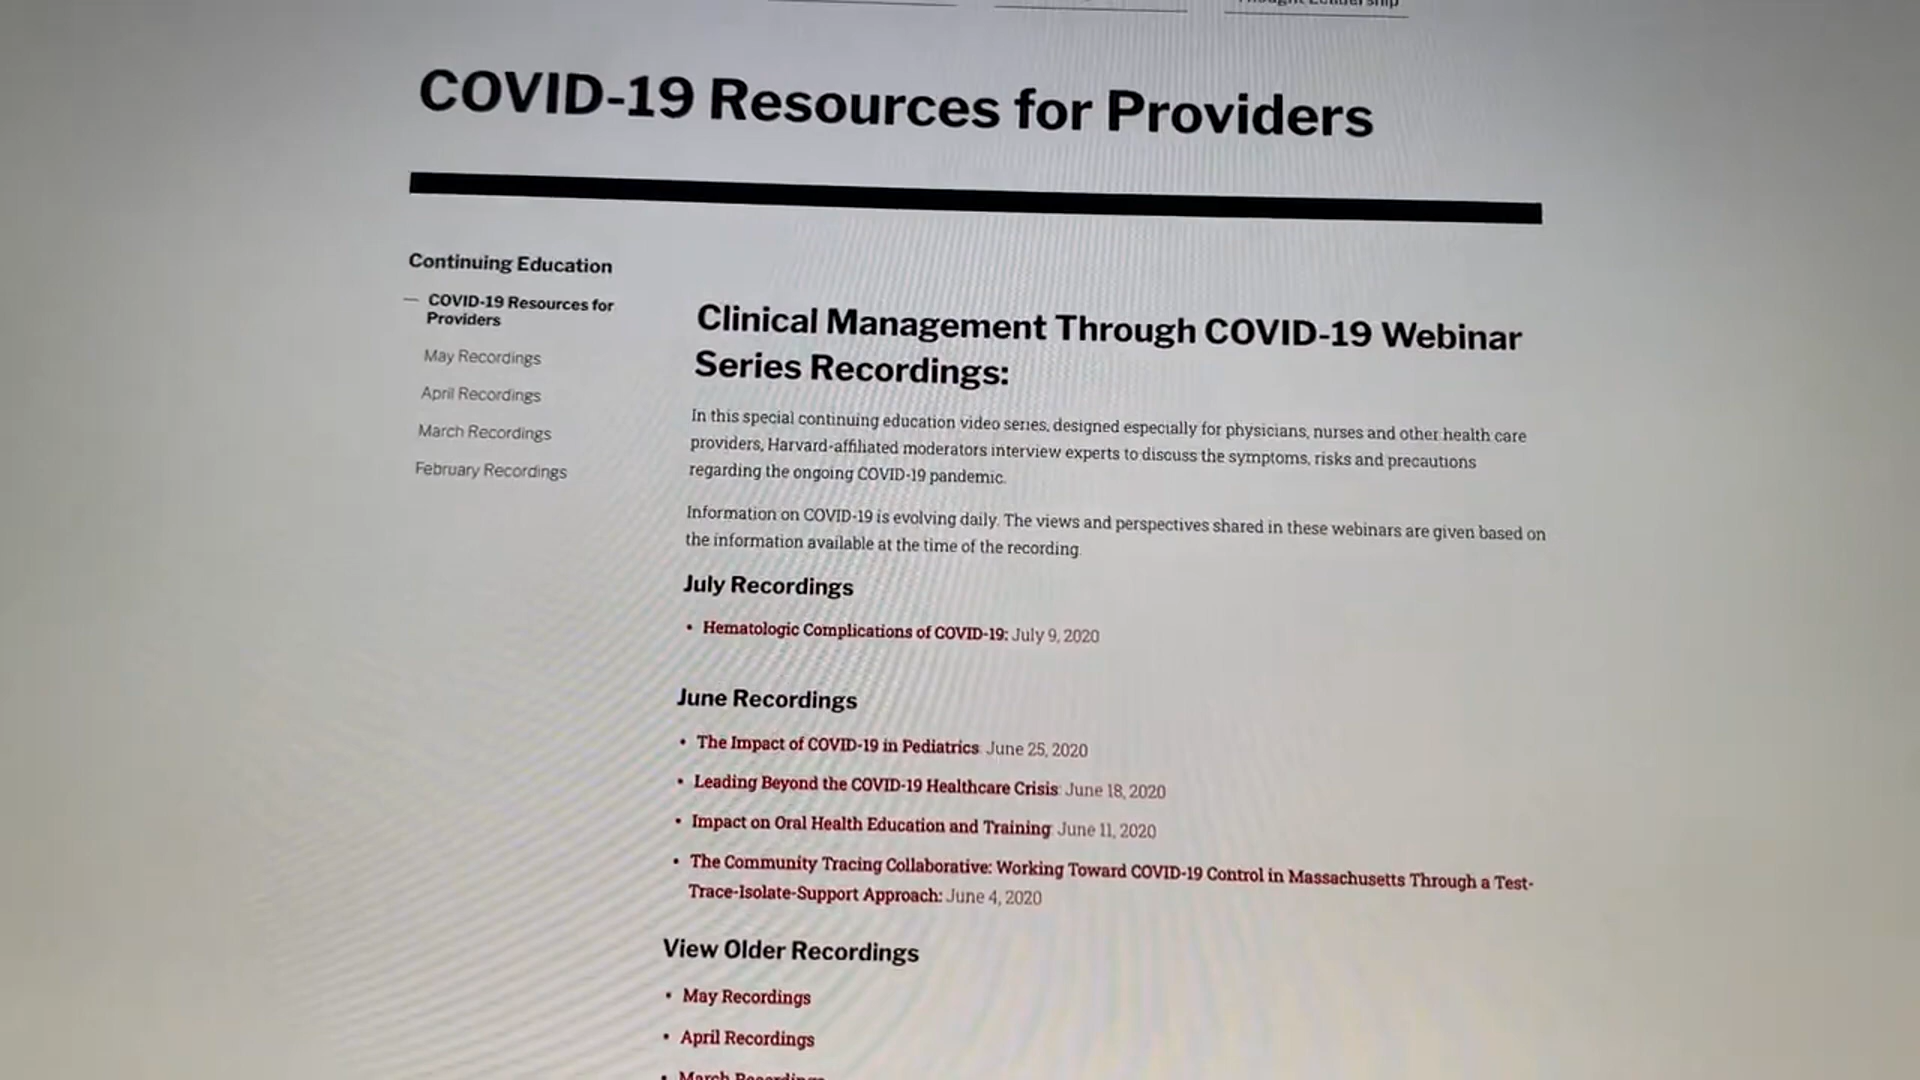 COVID-19 Resources for Providers
Continuing Education
— COVID-19 Resources for
Providers
May Recordings
April Recordings
March Recordings
February Recordings
Clinical Management Through COVID-19 Webinar
Series Recordings:
In this special continuing education video series, designed especially for physicians, nurses and other health care
providers, Harvard-affiliated moderators interview experts to discuss the symptoms, risks and precautions
regarding the ongoing COVID-19 pandemic.
Information on COVID-19 is evolving daily. The views and perspectives shared in these webinars are given based on
the information available at the time of the recording.
July Recordings
• Hematologic Complications of COVID-19: July 9, 2020
June Recordings
• The Impact of COVID-19 in Pediatrics: June 25, 2020
• Leading Beyond the COVID-19 Healthcare Crisis: June 18, 2020
• Impact on Oral Health Education and Training: June 11, 2020
• The Community Tracing Collaborative: Working Toward COVID-19 Control in Massachusetts Through a Test-
Trace-Isolate-Support Approach: June 4, 2020
View Older Recordings
• May Recordings
• April Recordings
• March Recordings